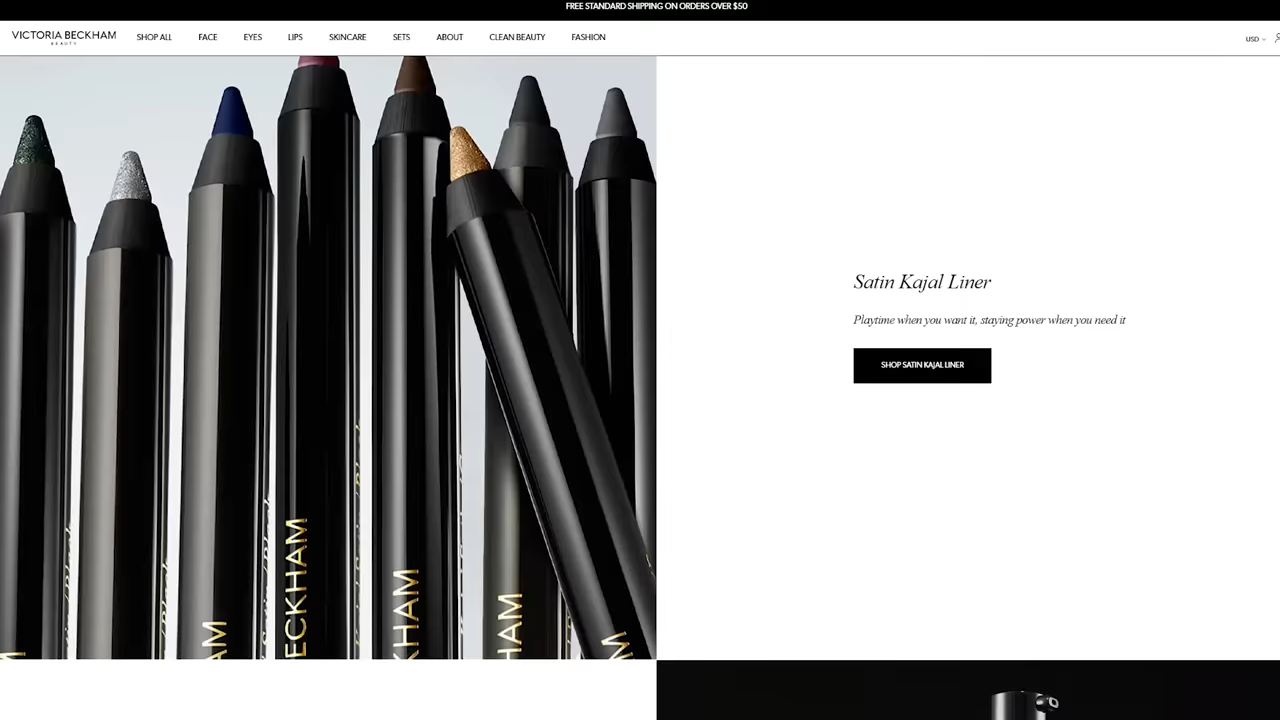 FREE STANDARD SHIPPING ON ORDERS OVER $50
VICTORIA BECKHAM
BEAUTY
SHOP ALL FACE EYES LIPS SKINCARE SETS ABOUT CLEAN BEAUTY FASHION
USD
Satin Kajal Liner
Playtime when you want it, staying power when you need it
SHOP SATIN KAJAL LINER
M
AM
ECKHAM
KHAM
HAM
M